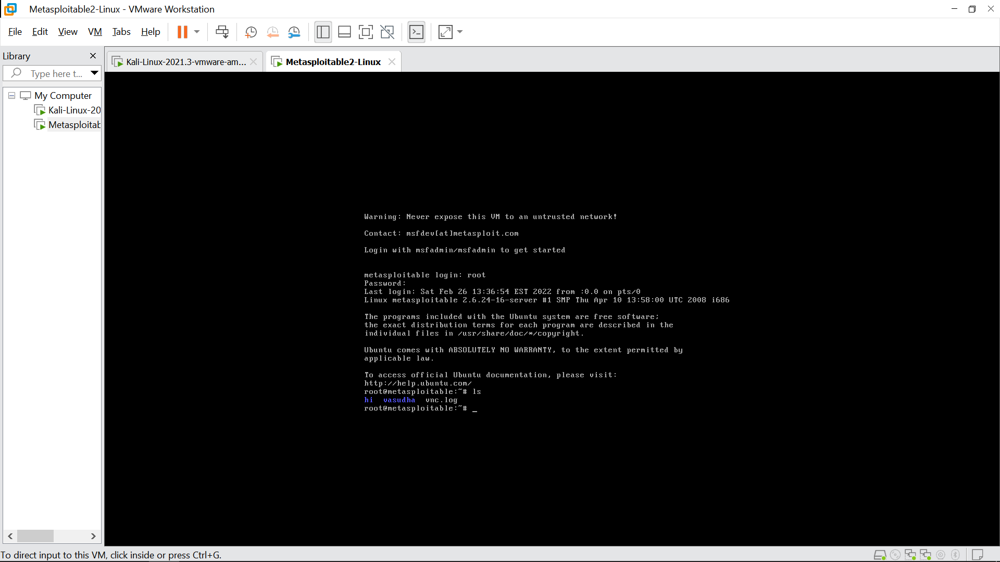 Metasploitable2-Linux - VMware Workstation
File Edit View VM Tabs Help
Library
Type here t...
My Computer
Kali-Linux-20
Metasploitab
Kali-Linux-2021.3-vmware-am...
Metasploitable2-Linux
Warning: Never expose this VM to an untrusted network!
Contact: msfdev[at]metasploit.com
Login with msfadmin/msfadmin to get started
metasploitable login: root
Password:
Last login: Sat Feb 26 13:36:54 EST 2022 from :0.0 on pts/0
Linux metasploitable 2.6.24-16-server #1 SMP Thu Apr 10 13:58:00 UTC 2008 i686
The programs included with the Ubuntu system are free software;
the exact distribution terms for each program are described in the
individual files in /usr/share/doc/*/copyright.
Ubuntu comes with ABSOLUTELY NO WARRANTY, to the extent permitted by
applicable law.
To access official Ubuntu documentation, please visit:
http://help.ubuntu.com/
root@metasploitable:~# ls
hi vasudha vnc.log
root@metasploitable:~# _
To direct input to this VM, click inside or press Ctrl+G.